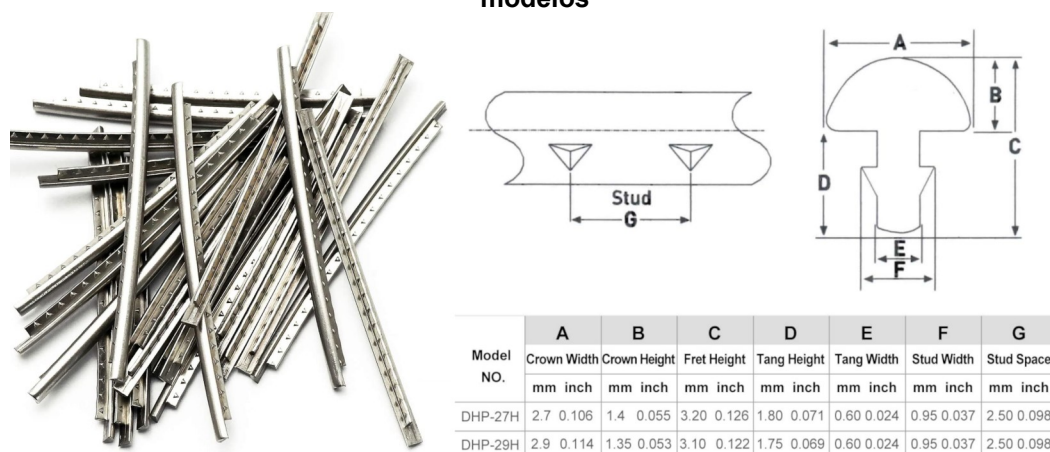 modelos
A
B
C
D
E
F
Stud
G
A B C D E F G
Model NO. Crown Width Crown Height Fret Height Tang Height Tang Width Stud Width Stud Space
mm inch mm inch mm inch mm inch mm inch mm inch mm inch
DHP-27H 2.7 0.106 1.4 0.055 3.20 0.126 1.80 0.071 0.60 0.024 0.95 0.037 2.50 0.098
DHP-29H 2.9 0.114 1.35 0.053 3.10 0.122 1.75 0.069 0.60 0.024 0.95 0.037 2.50 0.098